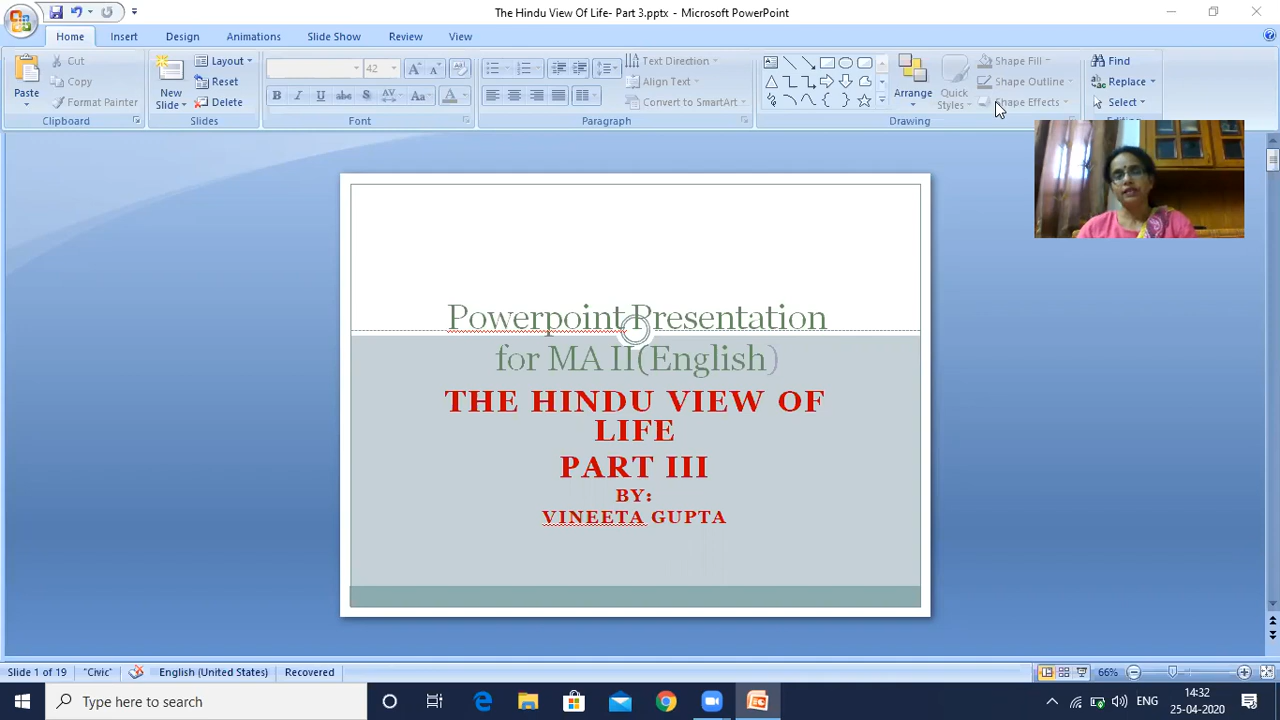 The Hindu View Of Life- Part 3.pptx - Microsoft PowerPoint
Home Insert Design Animations Slide Show Review View
Paste Cut Copy Format Painter
Clipboard
New Slide Layout Reset Delete
Slides
42
B I U abc S AV Aa A
Font
Text Direction
Align Text
Convert to SmartArt
Paragraph
Arrange Quick Styles
Shape Fill
Shape Outline
Shape Effects
Drawing
Find
Replace
Select
Powerpoint Presentation
for MA II(English)
THE HINDU VIEW OF
LIFE
PART III
BY:
VINEETA GUPTA
Slide 1 of 19 "Civic" English (United States) Recovered 66%
Type here to search
ENG 14:32
25-04-2020